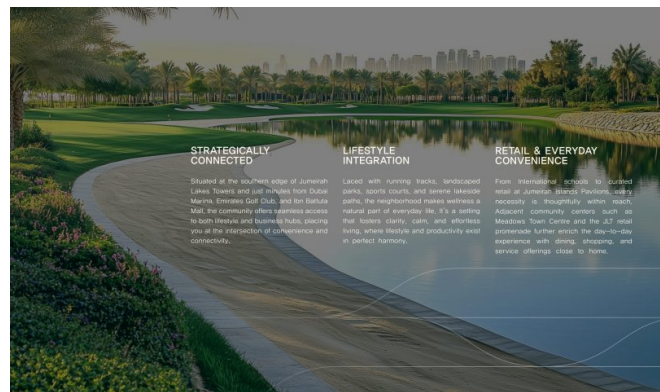 STRATEGICALLY
CONNECTED
Situated at the southern edge of Jumeirah
Lakes Towers and just minutes from Dubai
Marina, Emirates Golf Club, and Ibn Battuta
Mall, the community offers seamless access
to both lifestyle and business hubs, placing
you at the intersection of convenience and
connectivity.
LIFESTYLE
INTEGRATION
Laced with running tracks, landscaped
parks, sports courts, and serene lakeside
paths, the neighborhood makes wellness a
natural part of everyday life. It's a setting
that fosters clarity, calm, and effortless
living, where lifestyle and productivity exist
in perfect harmony.
RETAIL & EVERYDAY
CONVENIENCE
From international schools to curated
retail at Jumeirah Islands Pavilions, every
necessity is thoughtfully within reach.
Adjacent community centers such as
Meadows Town Centre and the JLT retail
promenade further enrich the day-to-day
experience with dining, shopping, and
service offerings close to home.